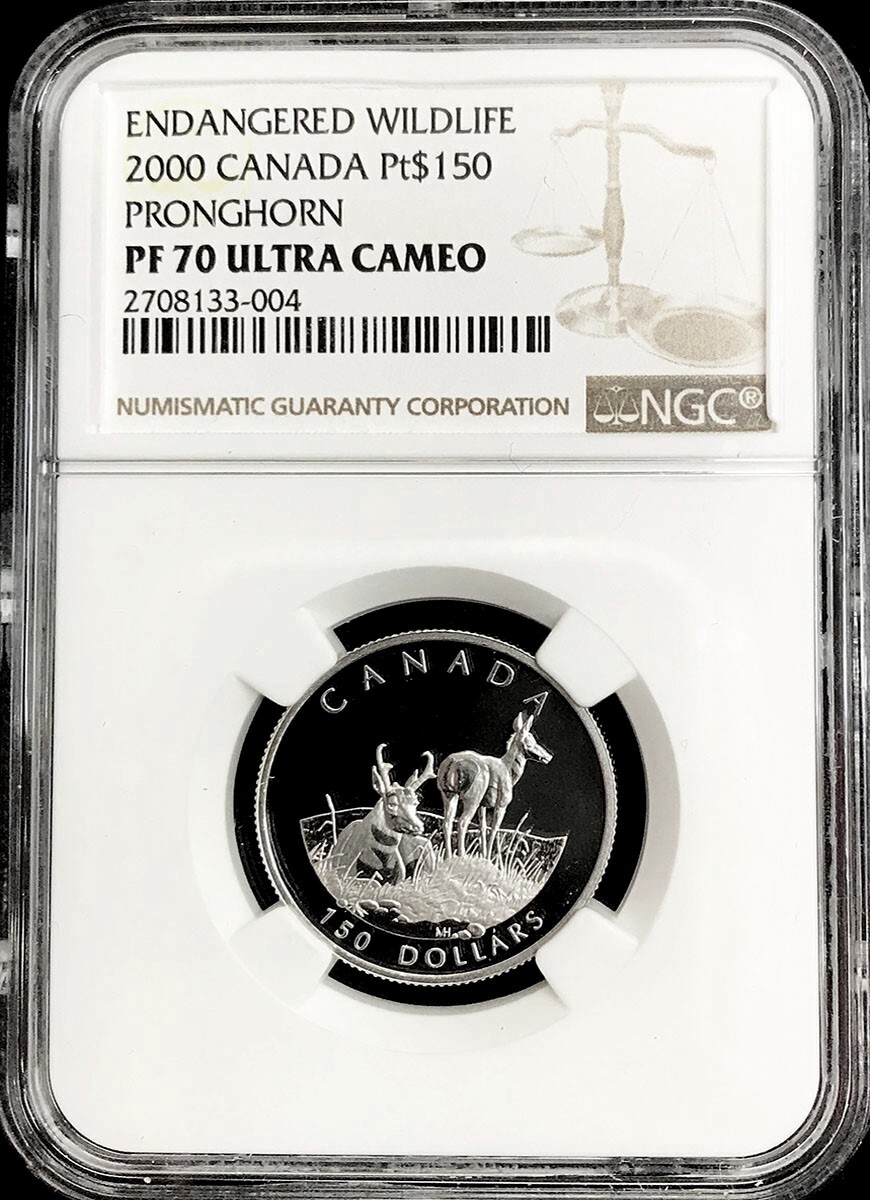 ENDANGERED WILDLIFE
2000 CANADA Pt$150
PRONGHORN
PF 70 ULTRA CAMEO
2708133-004
NUMISMATIC GUARANTY CORPORATION
NGC®
CANADA
MH
150 DOLLARS